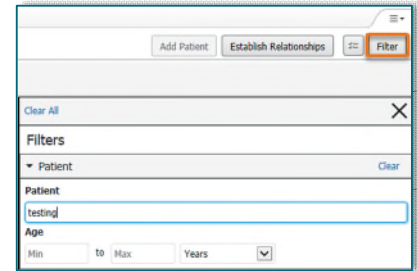 Add Patient Establish Relationships Filter
Clear All
Filters
Patient Clear
Patient
testing
Age
Min to Max Years